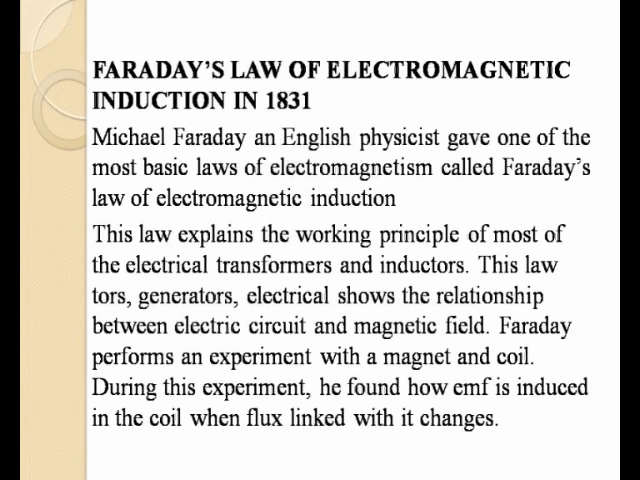 FARADAY’S LAW OF ELECTROMAGNETIC
INDUCTION IN 1831
Michael Faraday an English physicist gave one of the
most basic laws of electromagnetism called Faraday’s
law of electromagnetic induction
This law explains the working principle of most of
the electrical transformers and inductors. This law
tors, generators, electrical shows the relationship
between electric circuit and magnetic field. Faraday
performs an experiment with a magnet and coil.
During this experiment, he found how emf is induced
in the coil when flux linked with it changes.